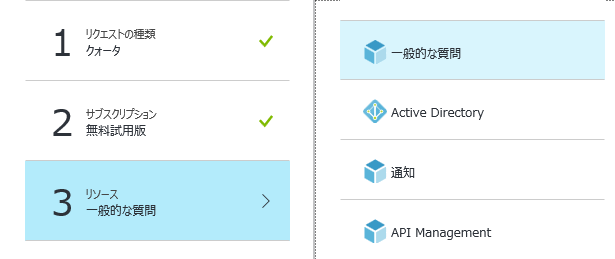 1
リクエストの種類
クォータ
2
サブスクリプション
無料試用版
3
リソース
一般的な質問
一般的な質問
Active Directory
通知
API Management